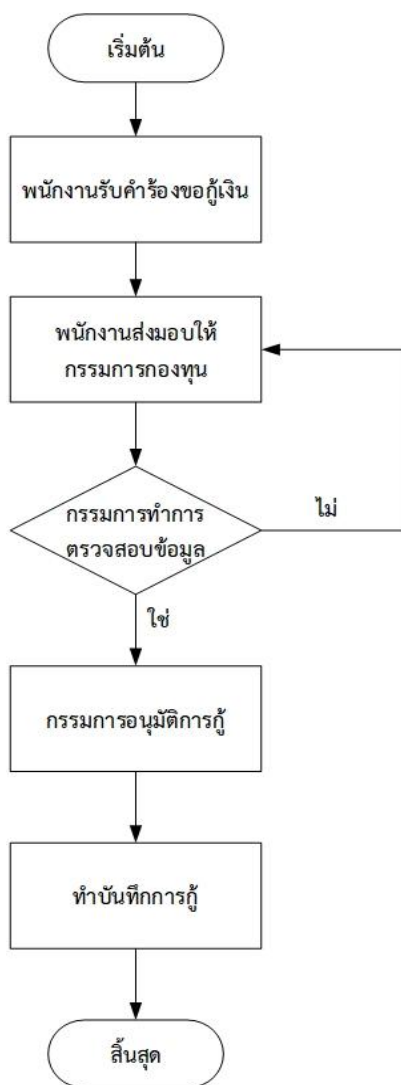 เริ่มต้น
พนักงานรับคำร้องขอกู้เงิน
พนักงานส่งมอบให้
กรรมการกองทุน
กรรมการทำการ
ตรวจสอบข้อมูล
ไม่
ใช่
กรรมการอนุมัติการกู้
ทำบันทึกการกู้
สิ้นสุด